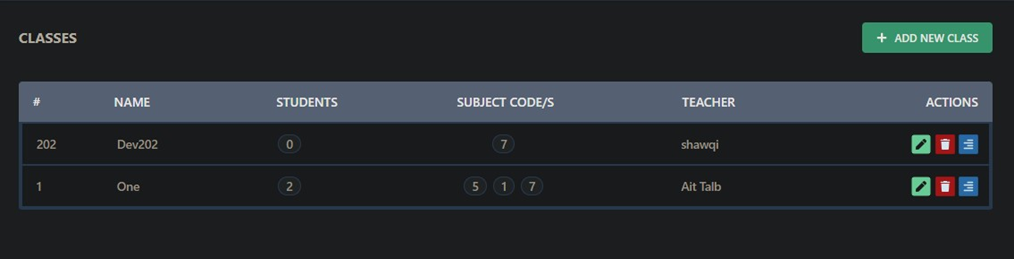 CLASSES
+ ADD NEW CLASS
# NAME STUDENTS SUBJECT CODE/S TEACHER ACTIONS
202 Dev202 0 7 shawqi
1 One 2 5 1 7 Ait Talb